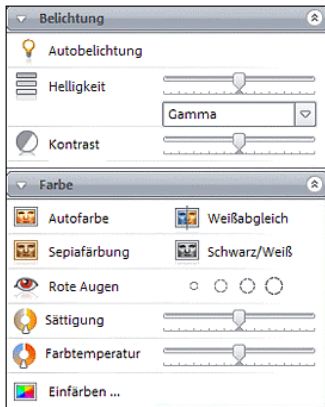 Belichtung
Autobelichtung
Helligkeit
Gamma
Kontrast
Farbe
Autofarbe Weißabgleich
Sepiafärbung Schwarz/Weiß
Rote Augen
Sättigung
Farbtemperatur
Einfärben ...